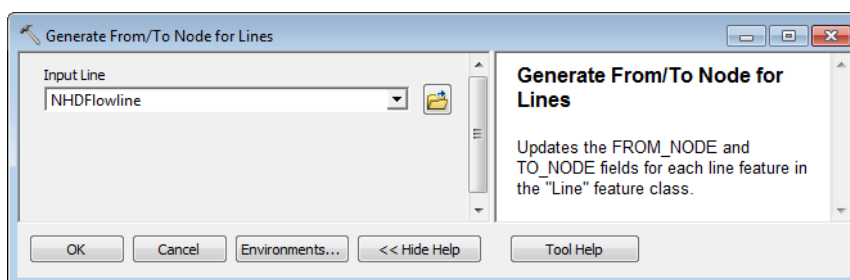 Generate From/To Node for Lines
Input Line
NHDFlowline
Generate From/To Node for
Lines
Updates the FROM_NODE and
TO_NODE fields for each line feature in
the "Line" feature class.
OK
Cancel
Environments...
<< Hide Help
Tool Help